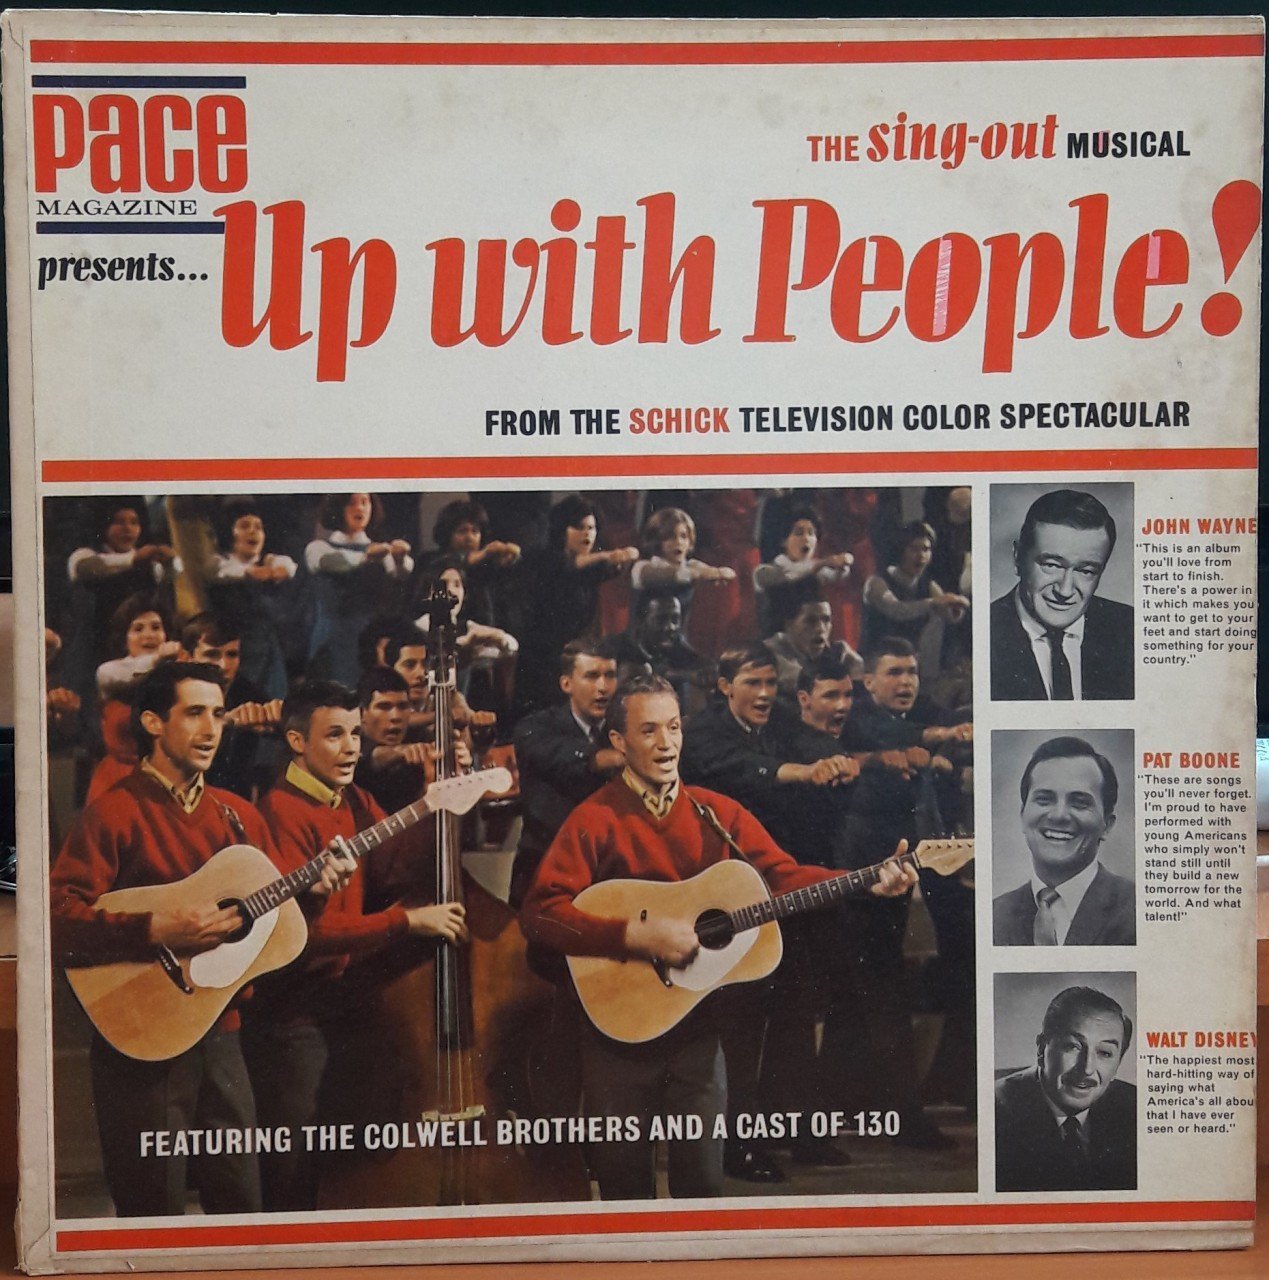 pace
MAGAZINE
presents...
THE sing-out MUSICAL
Up with People!
FROM THE SCHICK TELEVISION COLOR SPECTACULAR
JOHN WAYNE
"This is an album
you'll love from
start to finish.
There's a power in
it which makes you
want to get to your
feet and start doing
something for your
country."
PAT BOONE
"These are songs
you'll never forget.
I'm proud to have
performed with
young Americans
who simply won't
stand still until
they build a new
tomorrow for the
world. And what
talent!"
WALT DISNEY
"The happiest most
hard-hitting way of
saying what
America's all abou
that I have ever
seen or heard."
FEATURING THE COLWELL BROTHERS AND A CAST OF 130